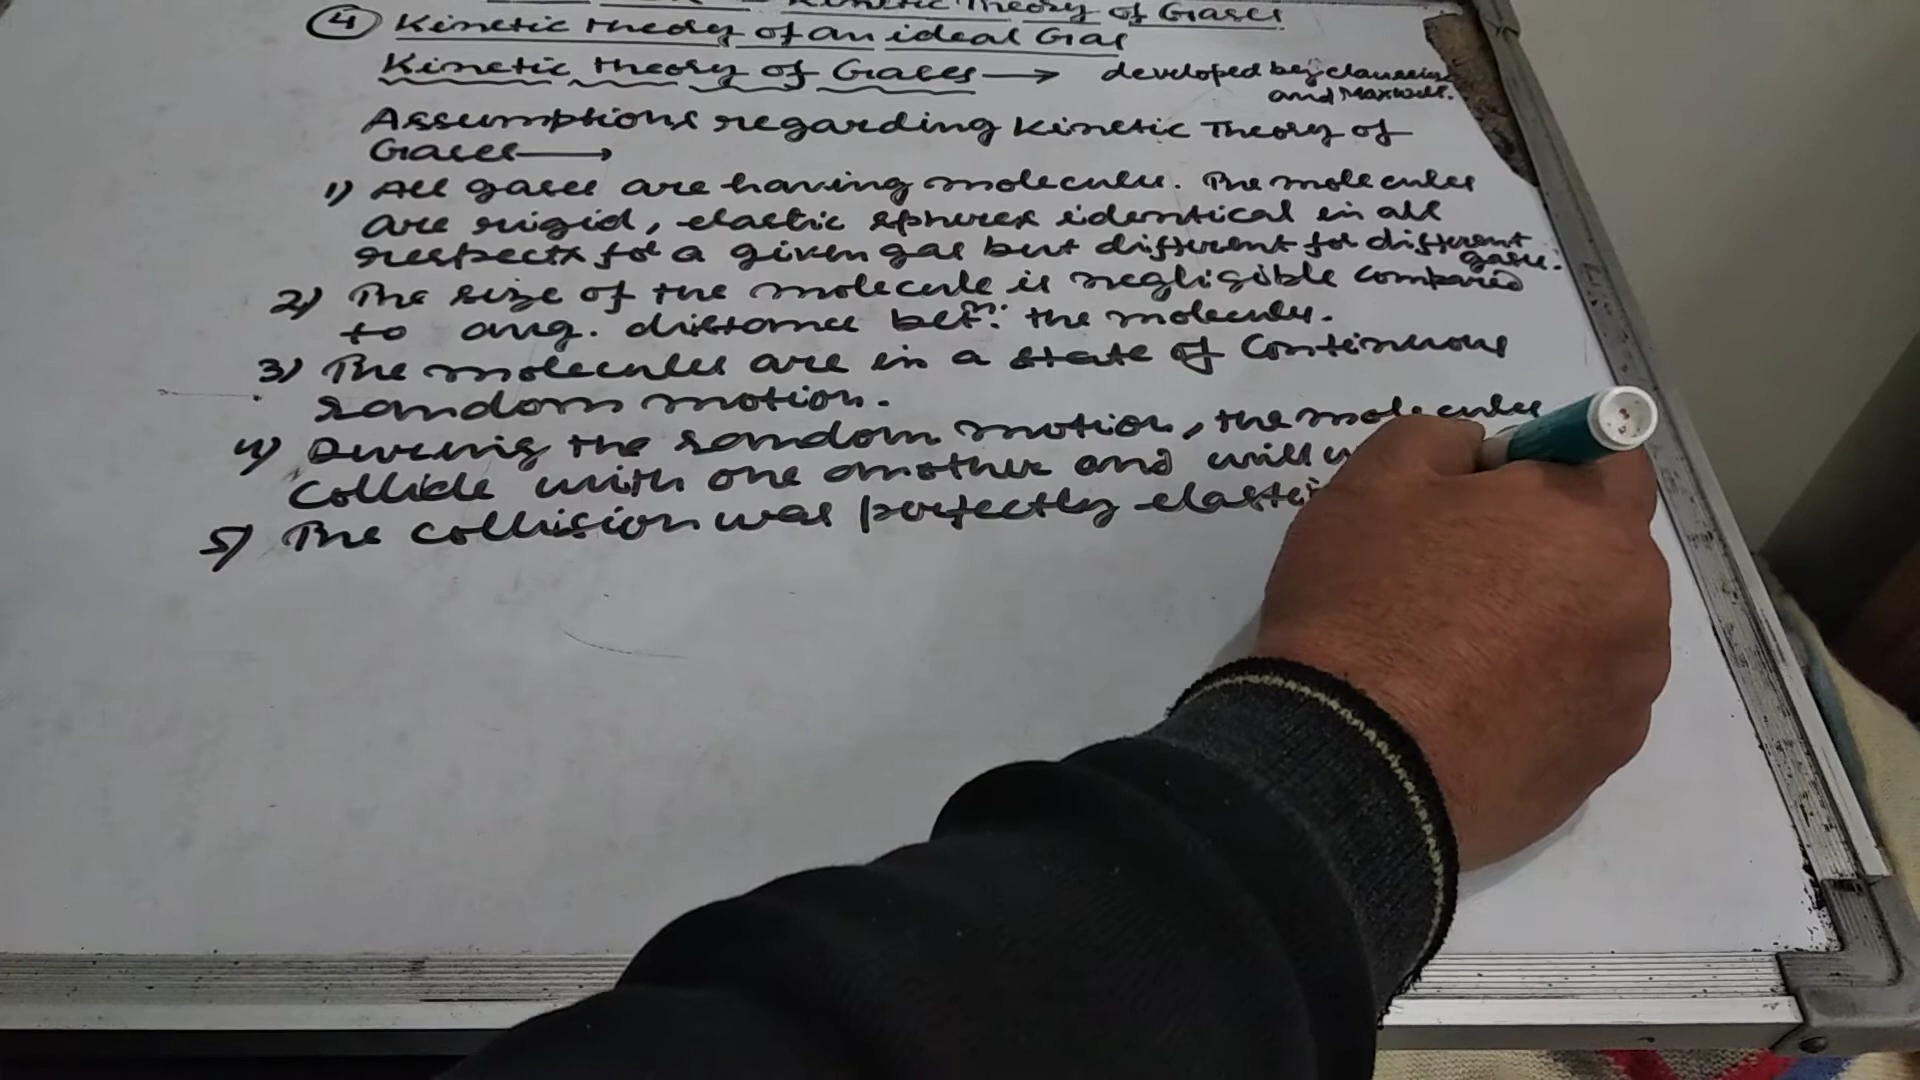 Kinetic Theory of Gases
④ Kinetic theory of an ideal Gas
Kinetic theory of Gases → developed by clausius
and Maxwell.
Assumptions regarding Kinetic Theory of
Gases →
1) All gases are having molecules. The molecules
are rigid, elastic spheres identical in all
respects for a given gas but different for different
gases.
2) The size of the molecule is negligible compared
to avg. distance betn. the molecules.
3) The molecules are in a state of continuous
random motion.
4) During the random motion, the molecules
collide with one another and will
5) The collision was perfectly elastic